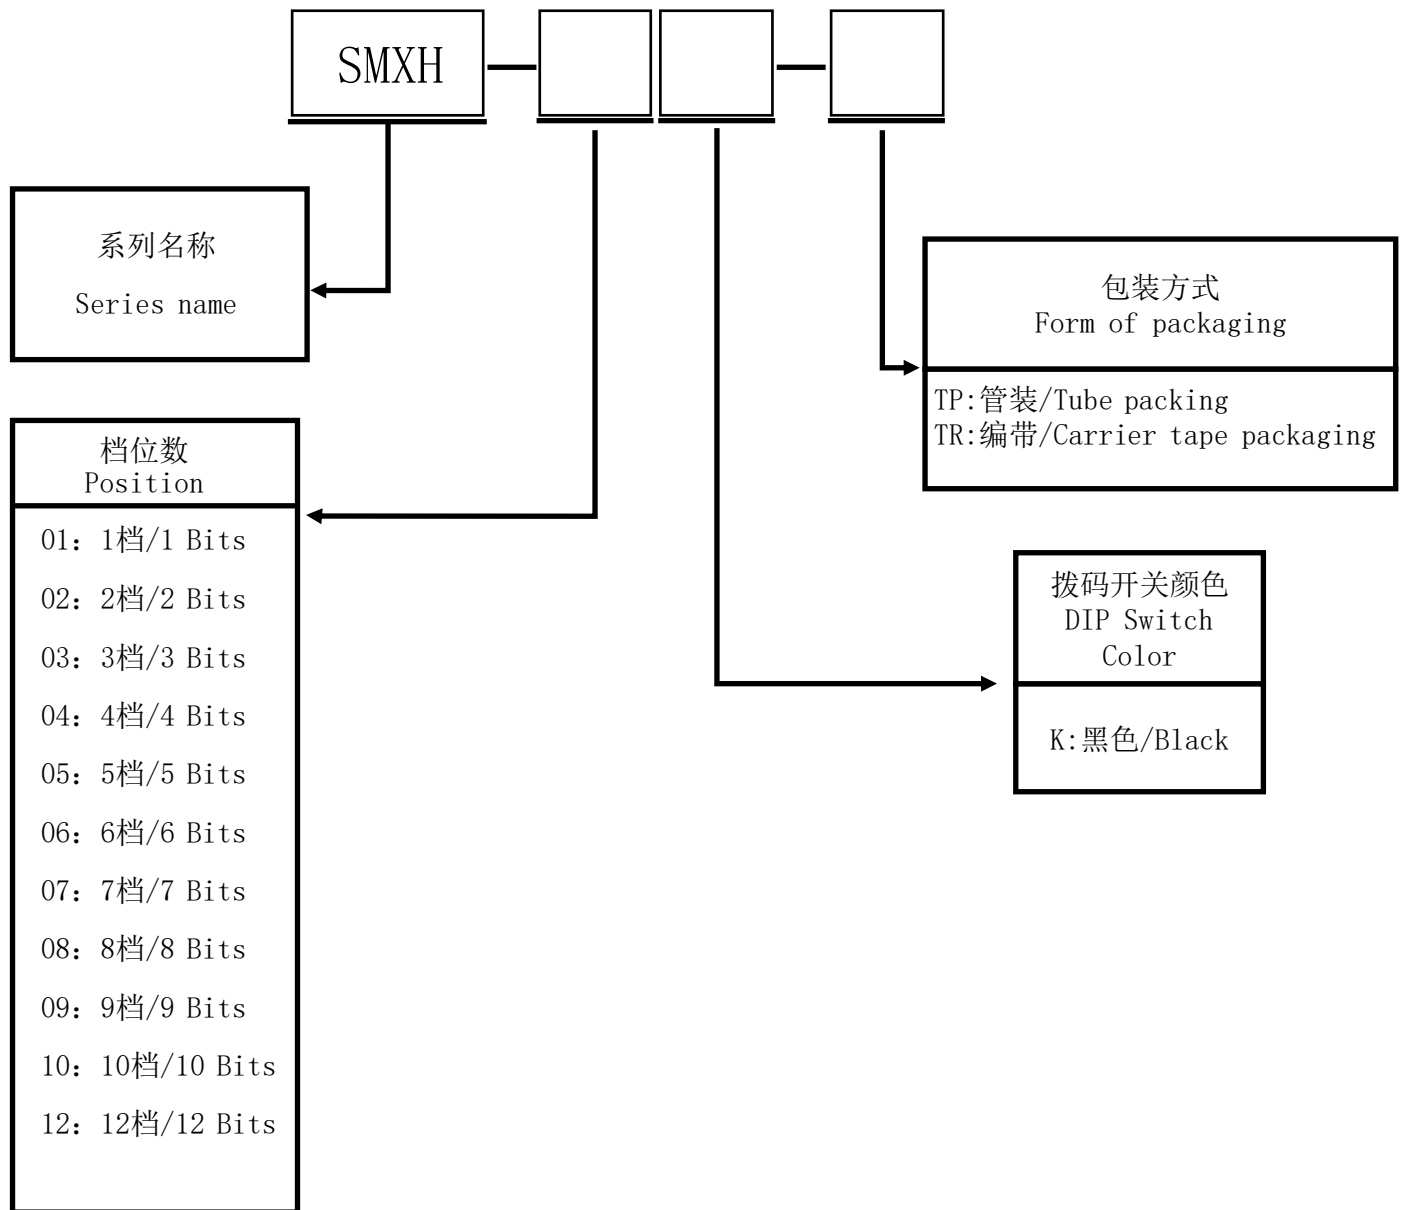 SMXH
系列名称
Series name
包装方式
Form of packaging
TP:管装/Tube packing
TR:编带/Carrier tape packaging
档位数
Position
01: 1档/1 Bits
02: 2档/2 Bits
03: 3档/3 Bits
04: 4档/4 Bits
05: 5档/5 Bits
06: 6档/6 Bits
07: 7档/7 Bits
08: 8档/8 Bits
09: 9档/9 Bits
10: 10档/10 Bits
12: 12档/12 Bits
拨码开关颜色
DIP Switch
Color
K:黑色/Black